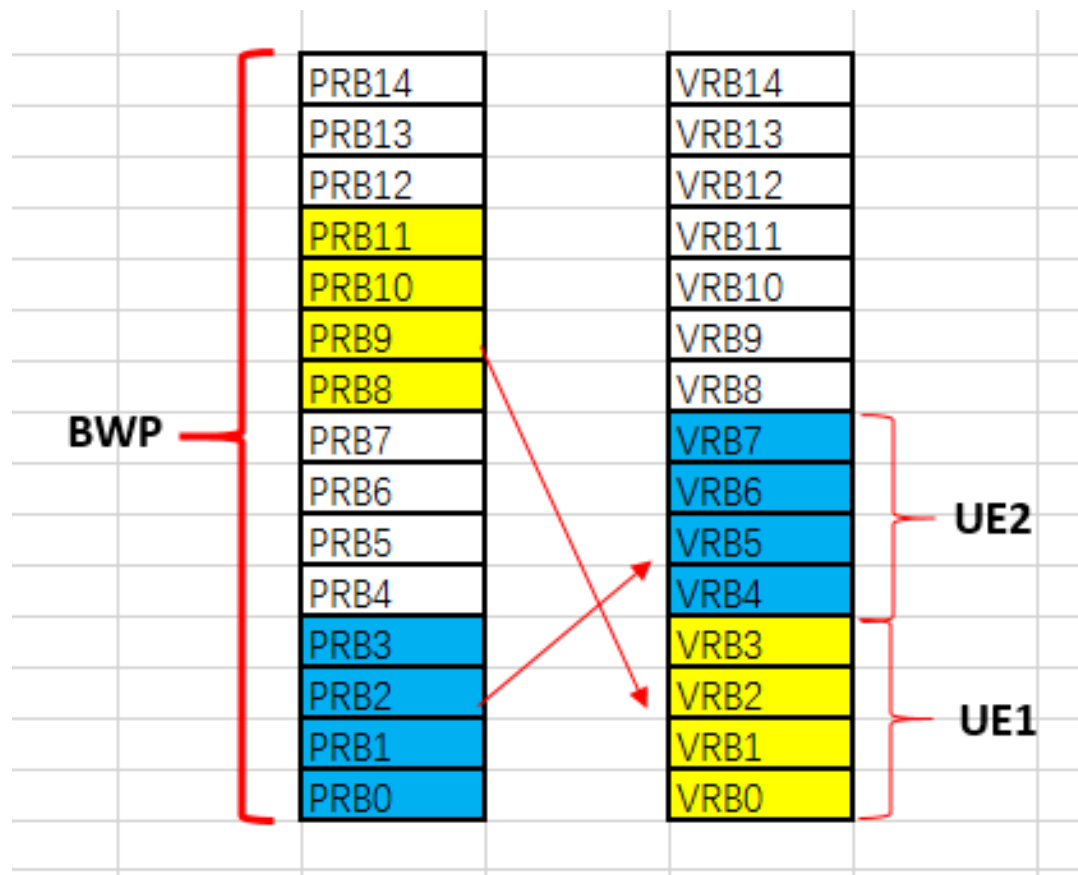 PRB14 VRB14
PRB13 VRB13
PRB12 VRB12
PRB11 VRB11
PRB10 VRB10
PRB9 VRB9
PRB8 VRB8
BWP PRB7 VRB7
PRB6 VRB6
UE2
PRB5 VRB5
PRB4 VRB4
PRB3 VRB3
PRB2 VRB2
UE1
PRB1 VRB1
PRB0 VRB0